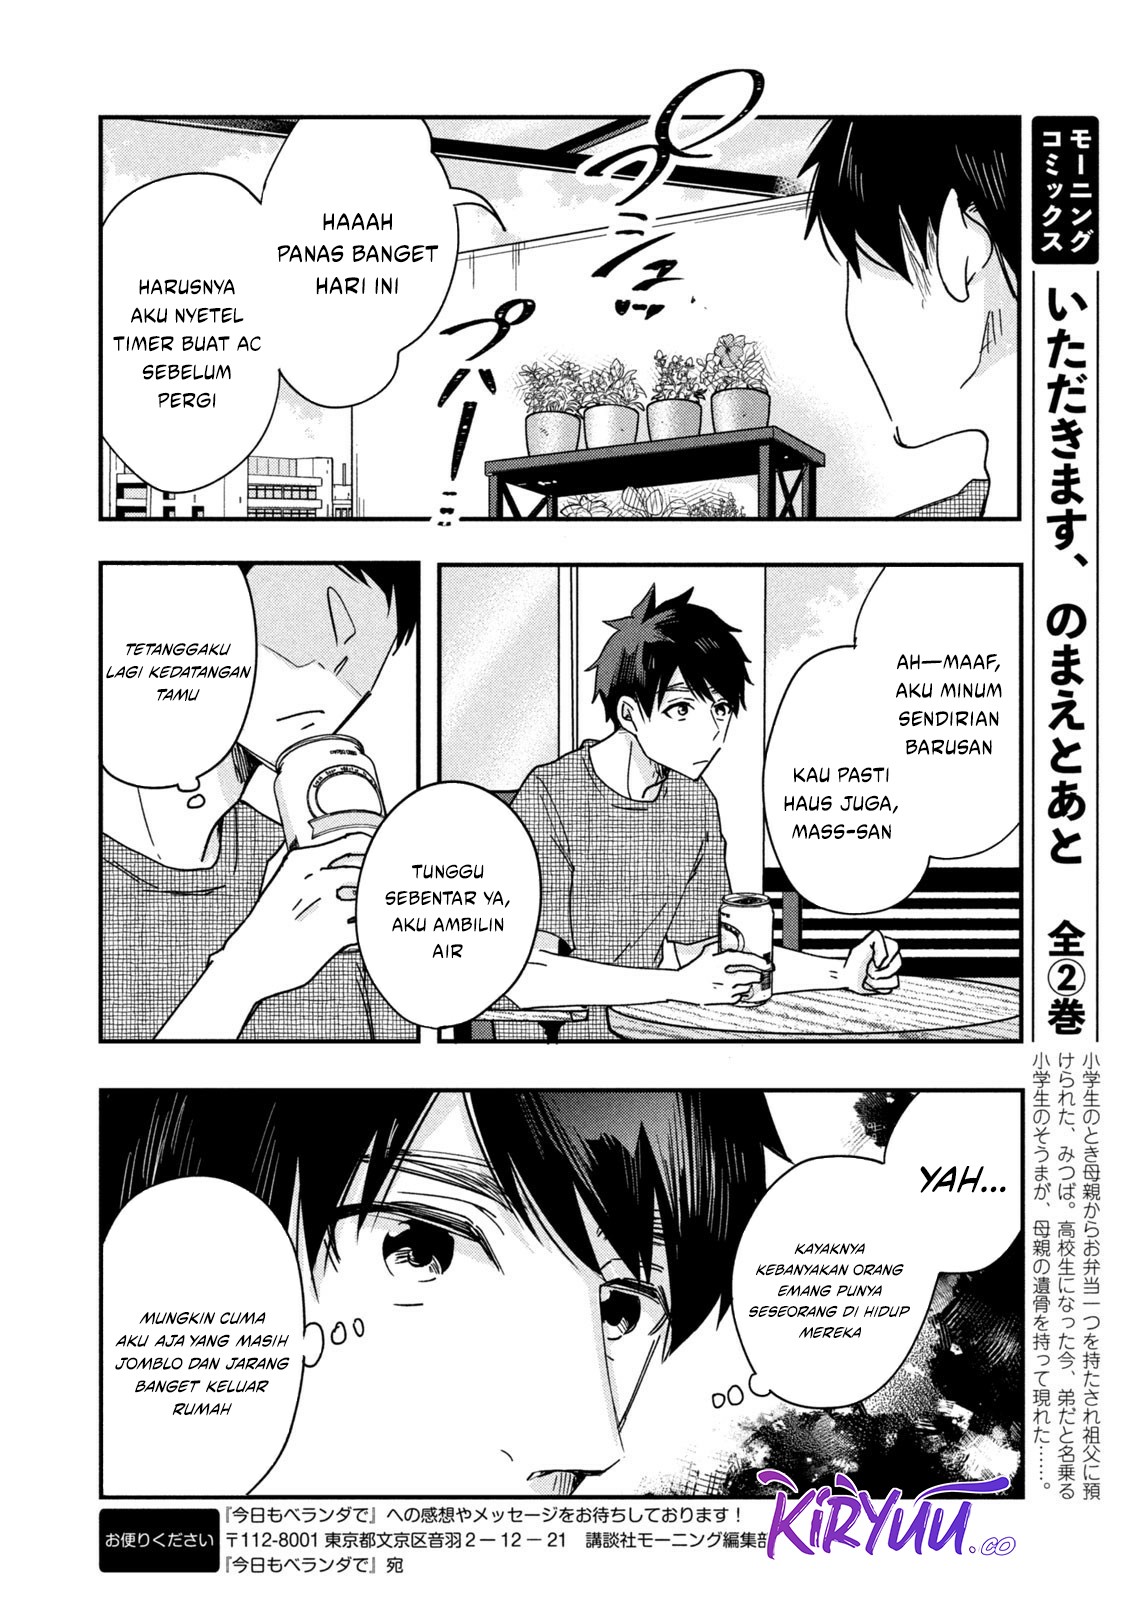 HAAAH
PANAS BANGET
HARI INI
HARUSNYA
AKU NYETEL
TIMER BUAT AC
SEBELUM
PERGI
AH—MAAF,
AKU MINUM
SENDIRIAN
BARUSAN
KAU PASTI
HAUS JUGA,
MASS-SAN
TUNGGU
SEBENTAR YA,
AKU AMBILIN
AIR
TETANGGAKU
LAGI KEDATANGAN
TAMU
YAH...
KAYAKNYA
KEBANYAKAN ORANG
EMANG PUNYA
SESEORANG DI HIDUP
MEREKA
MUNGKIN CUMA
AKU AJA YANG MASIH
JOMBLO DAN JARANG
BANGET KELUAR
RUMAH
モーニング
コミックス
いただきます、のまえとあと 全②巻
小学生のとき母親からお弁当一つを持たされ祖父に預
けられた、みつば。高校生になった今、弟だと名乗る
小学生のそうまが、母親の遺骨を持って現れた……。
お便りください
『今日もベランダで』への感想やメッセージをお待ちしております！
〒112-8001 東京都文京区音羽2－12－21 講談社モーニング編集部
『今日もベランダで』宛
KIRYUU.CO